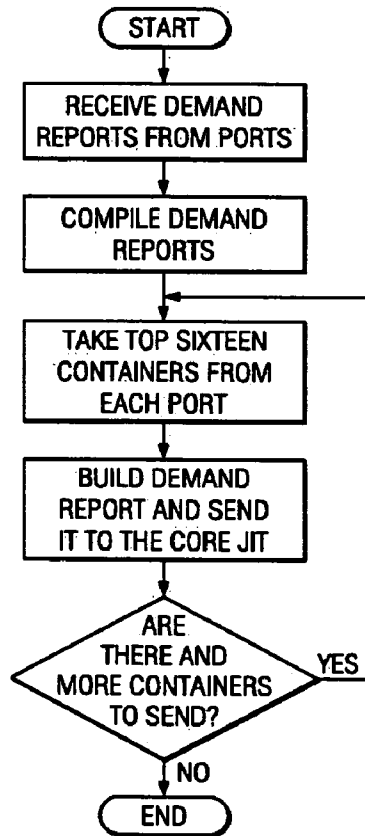 START
RECEIVE DEMAND
REPORTS FROM PORTS
COMPILE DEMAND
REPORTS
TAKE TOP SIXTEEN
CONTAINERS FROM
EACH PORT
BUILD DEMAND
REPORT AND SEND
IT TO THE CORE JIT
ARE
THERE AND
MORE CONTAINERS
TO SEND?
YES
NO
END